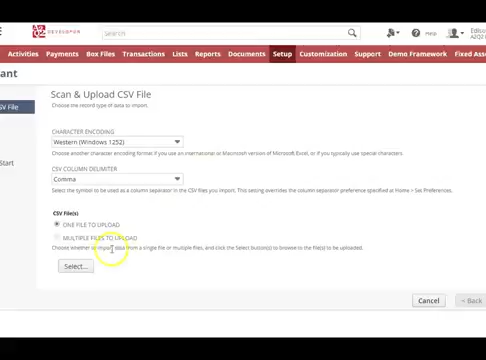 DEVELOPER
Search
Help
A2Q2
Activities Payments Box Files Transactions Lists Reports Documents Setup Customization Support Demo Framework Fixed Ass
ant
SV File
Scan & Upload CSV File
Choose the record type of data to import.
CHARACTER ENCODING
Western (Windows 1252)
Choose another character encoding format if you use an international or Macintosh version of Microsoft Excel, or if you typically use special characters.
Start
CSV COLUMN DELIMITER
Comma
Select the symbol to be used as a column separator in the CSV files you import. This setting overrides the column separator preference specified at Home > Set Preferences.
CSV File(s)
ONE FILE TO UPLOAD
MULTIPLE FILES TO UPLOAD
Choose whether to import data from a single file or multiple files, and click the Select button(s) to browse to the file(s) to be uploaded.
Select...
Cancel
< Back